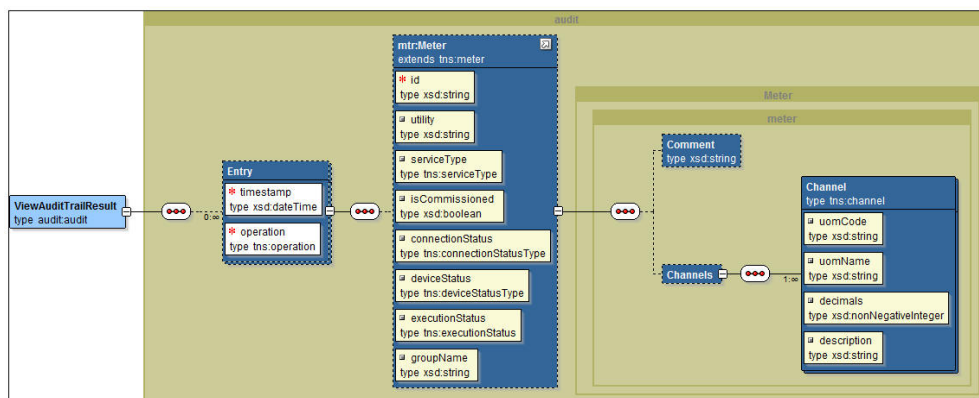 audit
mtr:Meter
extends tns:meter
* id
type xsd:string
utility
type xsd:string
serviceType
type tns:serviceType
isCommissioned
type xsd:boolean
connectionStatus
type tns:connectionStatusType
deviceStatus
type tns:deviceStatusType
executionStatus
type tns:executionStatus
groupName
type xsd:string
Meter
meter
Comment
type xsd:string
Entry
* timestamp
type xsd:dateTime
* operation
type tns:operation
ViewAuditTrailResult
type audit:audit
0:∞
Channels
1:∞
Channel
type tns:channel
uomCode
type xsd:string
uomName
type xsd:string
decimals
type xsd:nonNegativeInteger
description
type xsd:string